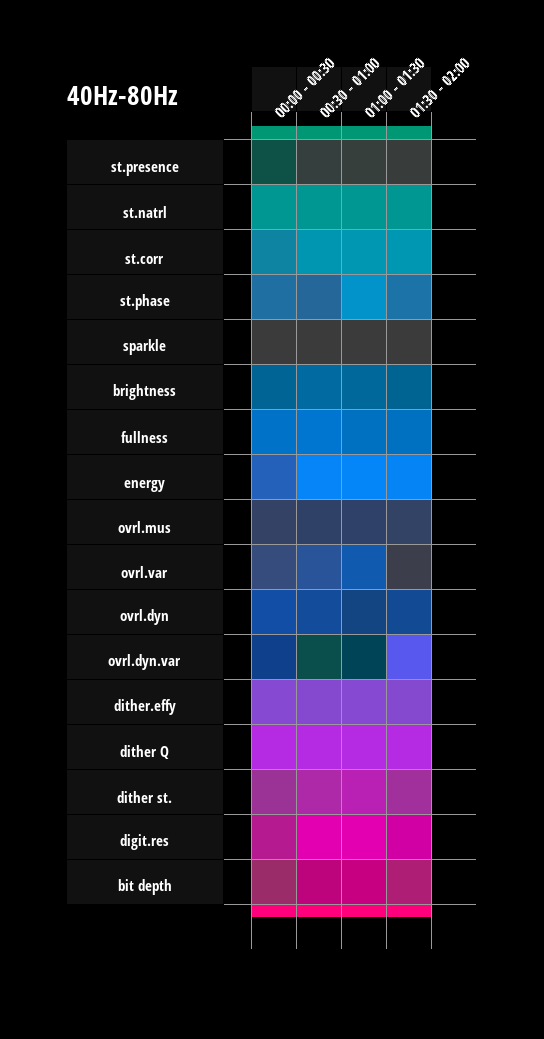 40Hz-80Hz
00:00 - 00:30
00:30 - 01:00
01:00 - 01:30
01:30 - 02:00
st.presence
st.natrl
st.corr
st.phase
sparkle
brightness
fullness
energy
ovrl.mus
ovrl.var
ovrl.dyn
ovrl.dyn.var
dither.effy
dither Q
dither st.
digit.res
bit depth